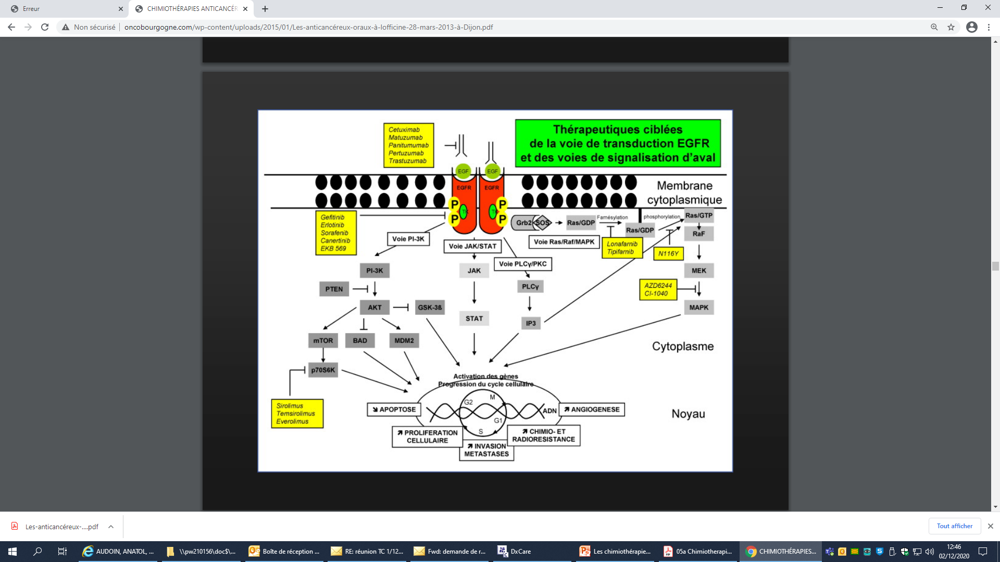 Erreur
CHIMIOTHÉRAPIES ANTICANCÉR
Non sécurisé
oncobourgogne.com/wp-content/uploads/2015/01/Les-anticancéreux-oraux-à-lofficine-28-mars-2013-à-Dijon.pdf
Thérapeutiques ciblées
de la voie de transduction EGFR
et des voies de signalisation d'aval
Cetuximab
Matuzumab
Panitumumab
Pertuzumab
Trastuzumab
EGF
EGF
EGFR
EGFR
Membrane
cytoplasmique
P
P
TK
TK
P
P
Gefitinib
Erlotinib
Sorafenib
Canertinib
EKB 569
Grb2
SOS
Ras/GDP
Farnésylation
Ras/GDP
phosphorylation
Ras/GTP
RaF
Voie PI-3K
Voie JAK/STAT
Voie Ras/Raf/MAPK
Lonafarnib
Tipifarnib
N116Y
Voie PLCγ/PKC
PI-3K
JAK
MEK
PTEN
PLCγ
AZD6244
CI-1040
AKT
GSK-3ß
MAPK
STAT
IP3
mTOR
BAD
MDM2
Cytoplasme
p70S6K
Activation des gènes
Progression du cycle cellulaire
Sirolimus
Temsirolimus
Everolimus
G2
M
G1
S
ADN
➘ APOPTOSE
➚ ANGIOGENESE
Noyau
➚ PROLIFERATION
CELLULAIRE
➚ CHIMIO- ET
RADIORESISTANCE
➚ INVASION
METASTASES
Les-anticancéreux-....pdf
Tout afficher
AUDOIN, ANATOL, ...
\\pw210156\doc$\...
Boîte de réception ...
RE: réunion TC 1/12...
Fwd: demande de r...
DxCare
Les chimiothérapie...
05a Chimiotherapi...
CHIMIOTHÉRAPIES...
12:46
02/12/2020